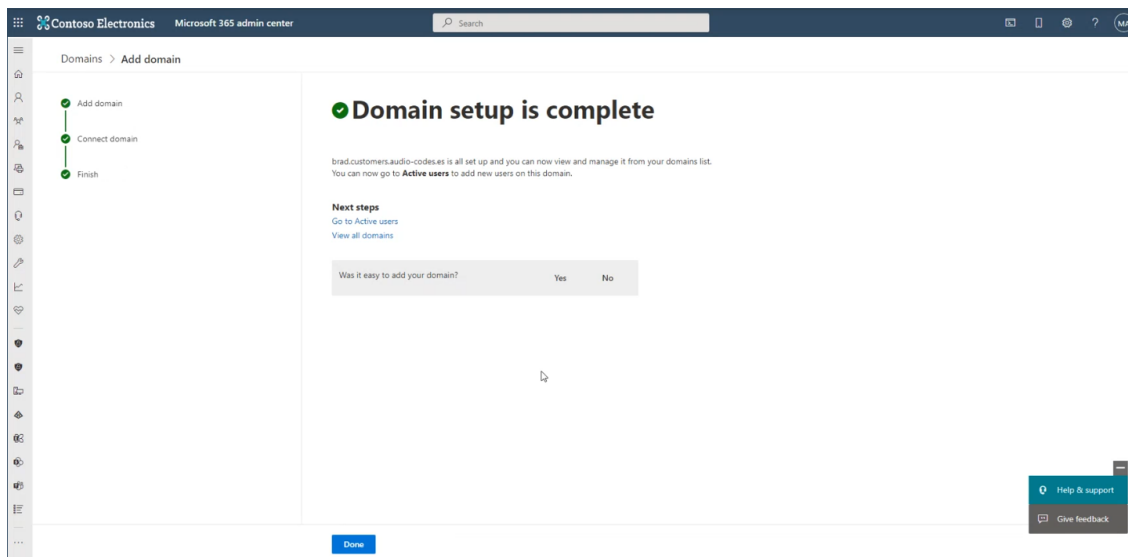 Contoso Electronics Microsoft 365 admin center Search ? MA
Domains > Add domain
Add domain
Connect domain
Finish
Domain setup is complete
brad.customers.audio-codes.es is all set up and you can now view and manage it from your domains list.
You can now go to Active users to add new users on this domain.
Next steps
Go to Active users
View all domains
Was it easy to add your domain? Yes No
Help & support
Give feedback
Done